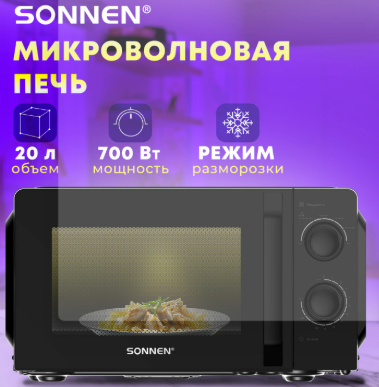 SONNEN®
МИКРОВОЛНОВАЯ
ПЕЧЬ
20 л 700 Вт РЕЖИМ
объем мощность разморозки
SONNEN®